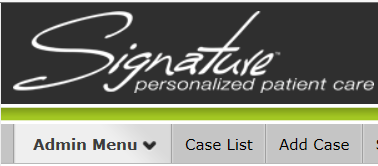 Signature™
personalized patient care
Admin Menu Case List Add Case